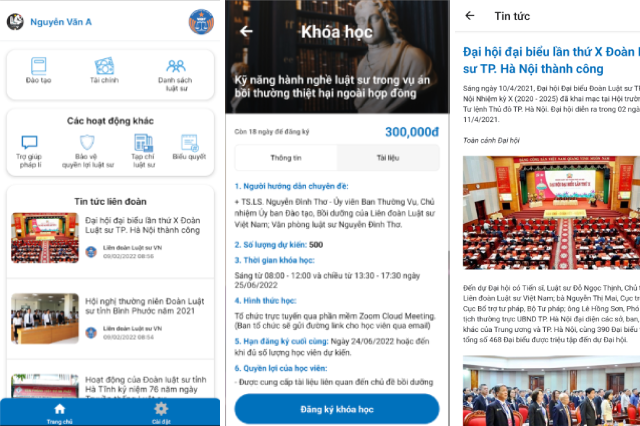 Nguyễn Văn A
Đào tạo
Tài chính
Danh sách
luật sư
Các hoạt động khác
Trợ giúp
pháp lí
Bảo vệ
quyền lợi luật sư
Tạp chí
luật sư
Biểu quyết
Tin tức liên đoàn
Đại hội đại biểu lần thứ X Đoàn
Luật sư TP. Hà Nội thành công
Liên đoàn Luật sư VN
09/02/2022 08:56
Hội nghị thường niên Đoàn Luật
sư tỉnh Bình Phước năm 2021
Liên đoàn Luật sư VN
09/02/2022 08:54
Hoạt động của Đoàn luật sư tỉnh
Hà Tĩnh kỷ niệm 76 năm ngày
Trang chủ
Cài đặt
Khóa học
Kỹ năng hành nghề luật sư trong vụ án
bồi thường thiệt hại ngoài hợp đồng
Còn 18 ngày để đăng ký
300,000đ
Thông tin
Tài liệu
1. Người hướng dẫn chuyên đề:
+ TS.LS. Nguyễn Đình Thơ - Ủy viên Ban Thường Vụ, Chủ
nhiệm Ủy ban Đào tạo, Bồi dưỡng của Liên đoàn Luật sư
Việt Nam; Văn phòng luật sư Nguyễn Đình Thơ.
2. Số lượng dự kiến: 500
3. Thời gian khóa học:
Sáng từ 08:00 - 12:00 và chiều từ 13:30 - 17:30 ngày
25/06/2022
4. Hình thức học:
Tổ chức trực tuyến qua phần mềm Zoom Cloud Meeting.
(Ban tổ chức sẽ gửi đường link cho học viên qua email)
5. Hạn đăng ký cuối cùng: Ngày 24/06/2022 hoặc đến
khi đủ số lượng học viên dự kiến.
6. Quyền lợi của học viên:
- Được cung cấp tài liệu liên quan đến chủ đề bồi dưỡng
Đăng ký khóa học
Tin tức
Đại hội đại biểu lần thứ X Đoàn l
sư TP. Hà Nội thành công
Sáng ngày 10/4/2021, Đại hội Đại biểu Đoàn Luật sư Th
Nội Nhiệm kỳ X (2020 - 2025) đã khai mạc tại Hội trườn
Tư lệnh Thủ đô TP. Hà Nội. Đại hội diễn ra trong 02 ngà
11/4/2021.
Toàn cảnh Đại hội
Đến dự Đại hội có Tiến sĩ, Luật sư Đỗ Ngọc Thịnh, Chủ t
Liên đoàn Luật sư Việt Nam; bà Nguyễn Thị Mai, Cục tr
Cục Bổ trợ tư pháp, Bộ Tư pháp; ông Lê Hồng Sơn, Phó
tịch thường trực UBND TP. Hà Nội đại diện các sở, ban,
khác của Trung ương và TP. Hà Nội, cùng 390 Đại biểu
tổng số 468 Đại biểu được triệu tập đến dự Đại hội.